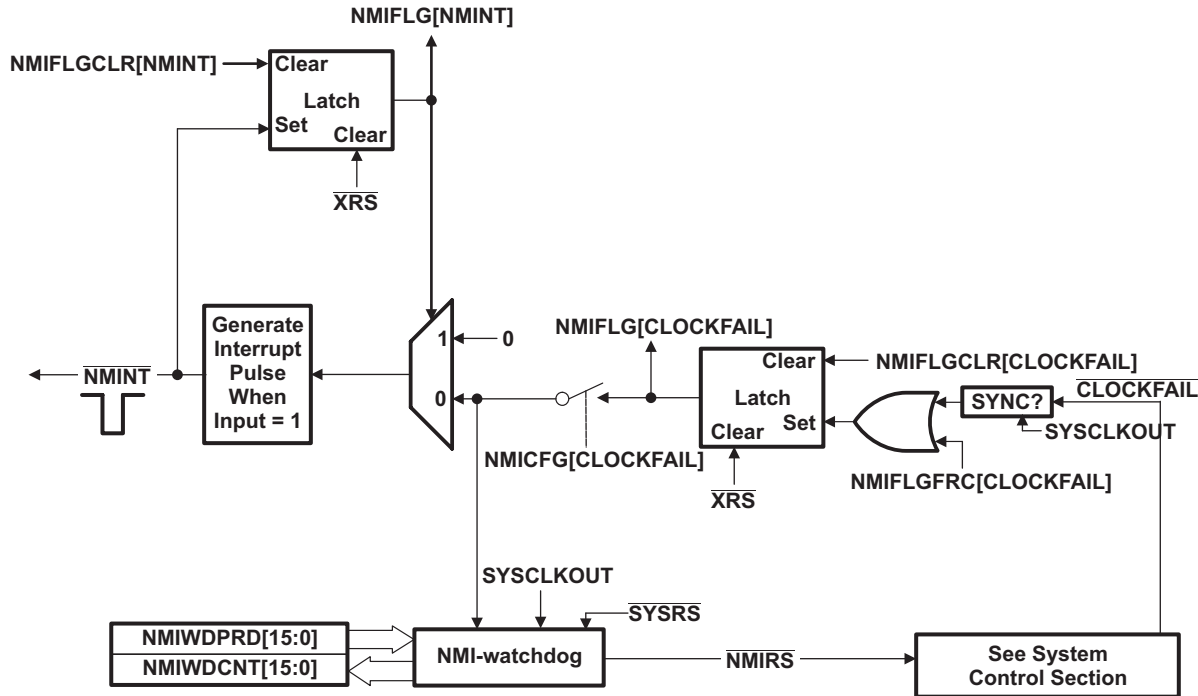 NMIFLG[NMINT]
NMIFLGCLR[NMINT]
Clear
Latch
Set
Clear
XRS
Generate
Interrupt
Pulse
When
Input = 1
NMINT
1
0
0
NMIFLG[CLOCKFAIL]
NMICFG[CLOCKFAIL]
Clear
Latch
Set
Clear
XRS
NMIFLGCLR[CLOCKFAIL]
CLOCKFAIL
SYNC?
SYSCLKOUT
NMIFLGFRC[CLOCKFAIL]
SYSCLKOUT
SYSRS
NMIWDPRD[15:0]
NMIWDCNT[15:0]
NMI-watchdog
NMIRS
See System
Control Section